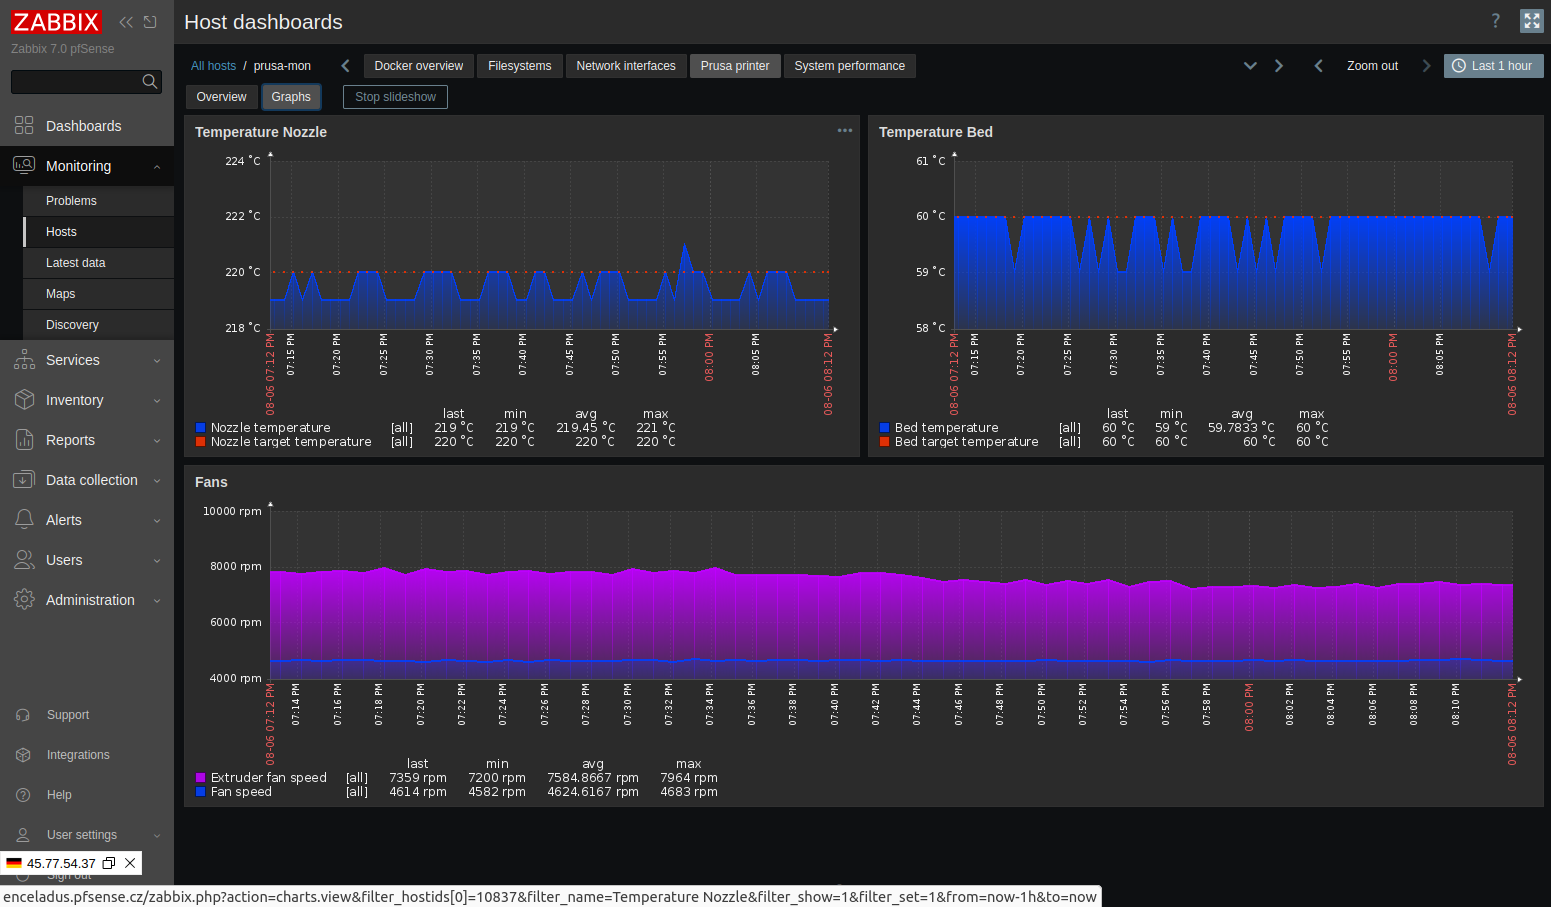 ZABBIX
Zabbix 7.0 pfSense
Dashboards
Monitoring
Problems
Hosts
Latest data
Maps
Discovery
Services
Inventory
Reports
Data collection
Alerts
Users
Administration
Support
Integrations
Help
User settings
Sign out
45.77.54.37
Host dashboards
?
All hosts / prusa-mon
Docker overview Filesystems Network interfaces Prusa printer System performance
Zoom out
Last 1 hour
Overview Graphs Stop slideshow
Temperature Nozzle
224 °C
222 °C
220 °C
218 °C
08-06 07:12 PM 07:15 PM 07:20 PM 07:25 PM 07:30 PM 07:35 PM 07:40 PM 07:45 PM 07:50 PM 07:55 PM 08:00 PM 08:05 PM 08-06 08:12 PM
last min avg max
Nozzle temperature [all] 219 °C 219 °C 219.45 °C 221 °C
Nozzle target temperature [all] 220 °C 220 °C 220 °C 220 °C
Temperature Bed
61 °C
60 °C
59 °C
58 °C
08-06 07:12 PM 07:15 PM 07:20 PM 07:25 PM 07:30 PM 07:35 PM 07:40 PM 07:45 PM 07:50 PM 07:55 PM 08:00 PM 08:05 PM 08-06 08:12 PM
last min avg max
Bed temperature [all] 60 °C 59 °C 59.7833 °C 60 °C
Bed target temperature [all] 60 °C 60 °C 60 °C 60 °C
Fans
10000 rpm
8000 rpm
6000 rpm
4000 rpm
08-06 07:12 PM 07:14 PM 07:16 PM 07:18 PM 07:20 PM 07:22 PM 07:24 PM 07:26 PM 07:28 PM 07:30 PM 07:32 PM 07:34 PM 07:36 PM 07:38 PM 07:40 PM 07:42 PM 07:44 PM 07:46 PM 07:48 PM 07:50 PM 07:52 PM 07:54 PM 07:56 PM 07:58 PM 08:00 PM 08:02 PM 08:04 PM 08:06 PM 08:08 PM 08:10 PM 08-06 08:12 PM
last min avg max
Extruder fan speed [all] 7359 rpm 7200 rpm 7584.8667 rpm 7964 rpm
Fan speed [all] 4614 rpm 4582 rpm 4624.6167 rpm 4683 rpm
enceladus.pfsense.cz/zabbix.php?action=charts.view&filter_hostids[0]=10837&filter_name=Temperature Nozzle&filter_show=1&filter_set=1&from=now-1h&to=now